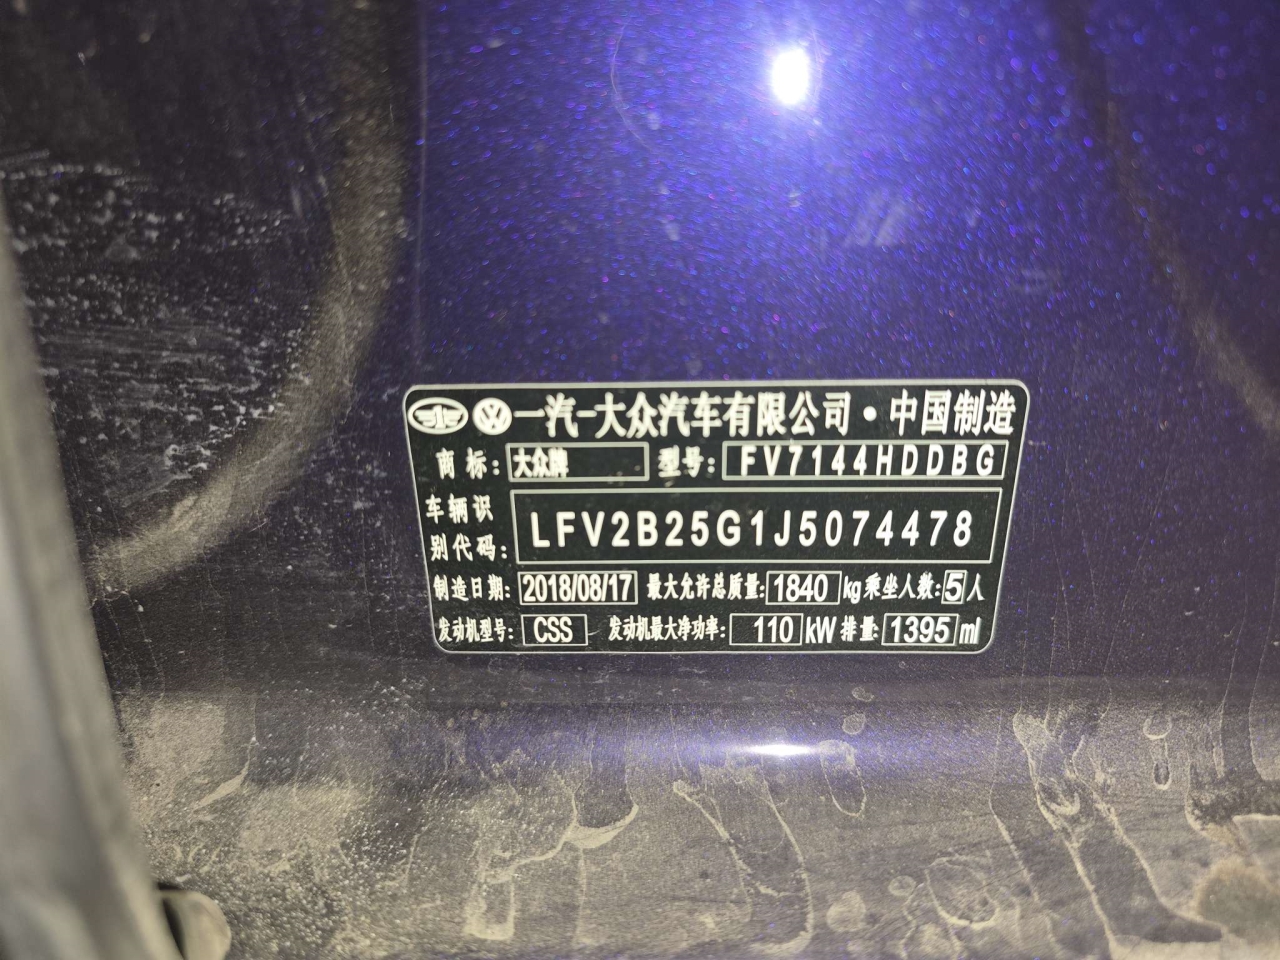 一汽-大众汽车有限公司·中国制造
商标: 大众牌 型号: FV7144HDDBG
车辆识别代码: LFV2B25G1J5074478
制造日期: 2018/08/17 最大允许总质量: 1840 kg 乘坐人数: 5 人
发动机型号: CSS 发动机最大净功率: 110 kW 排量: 1395 ml